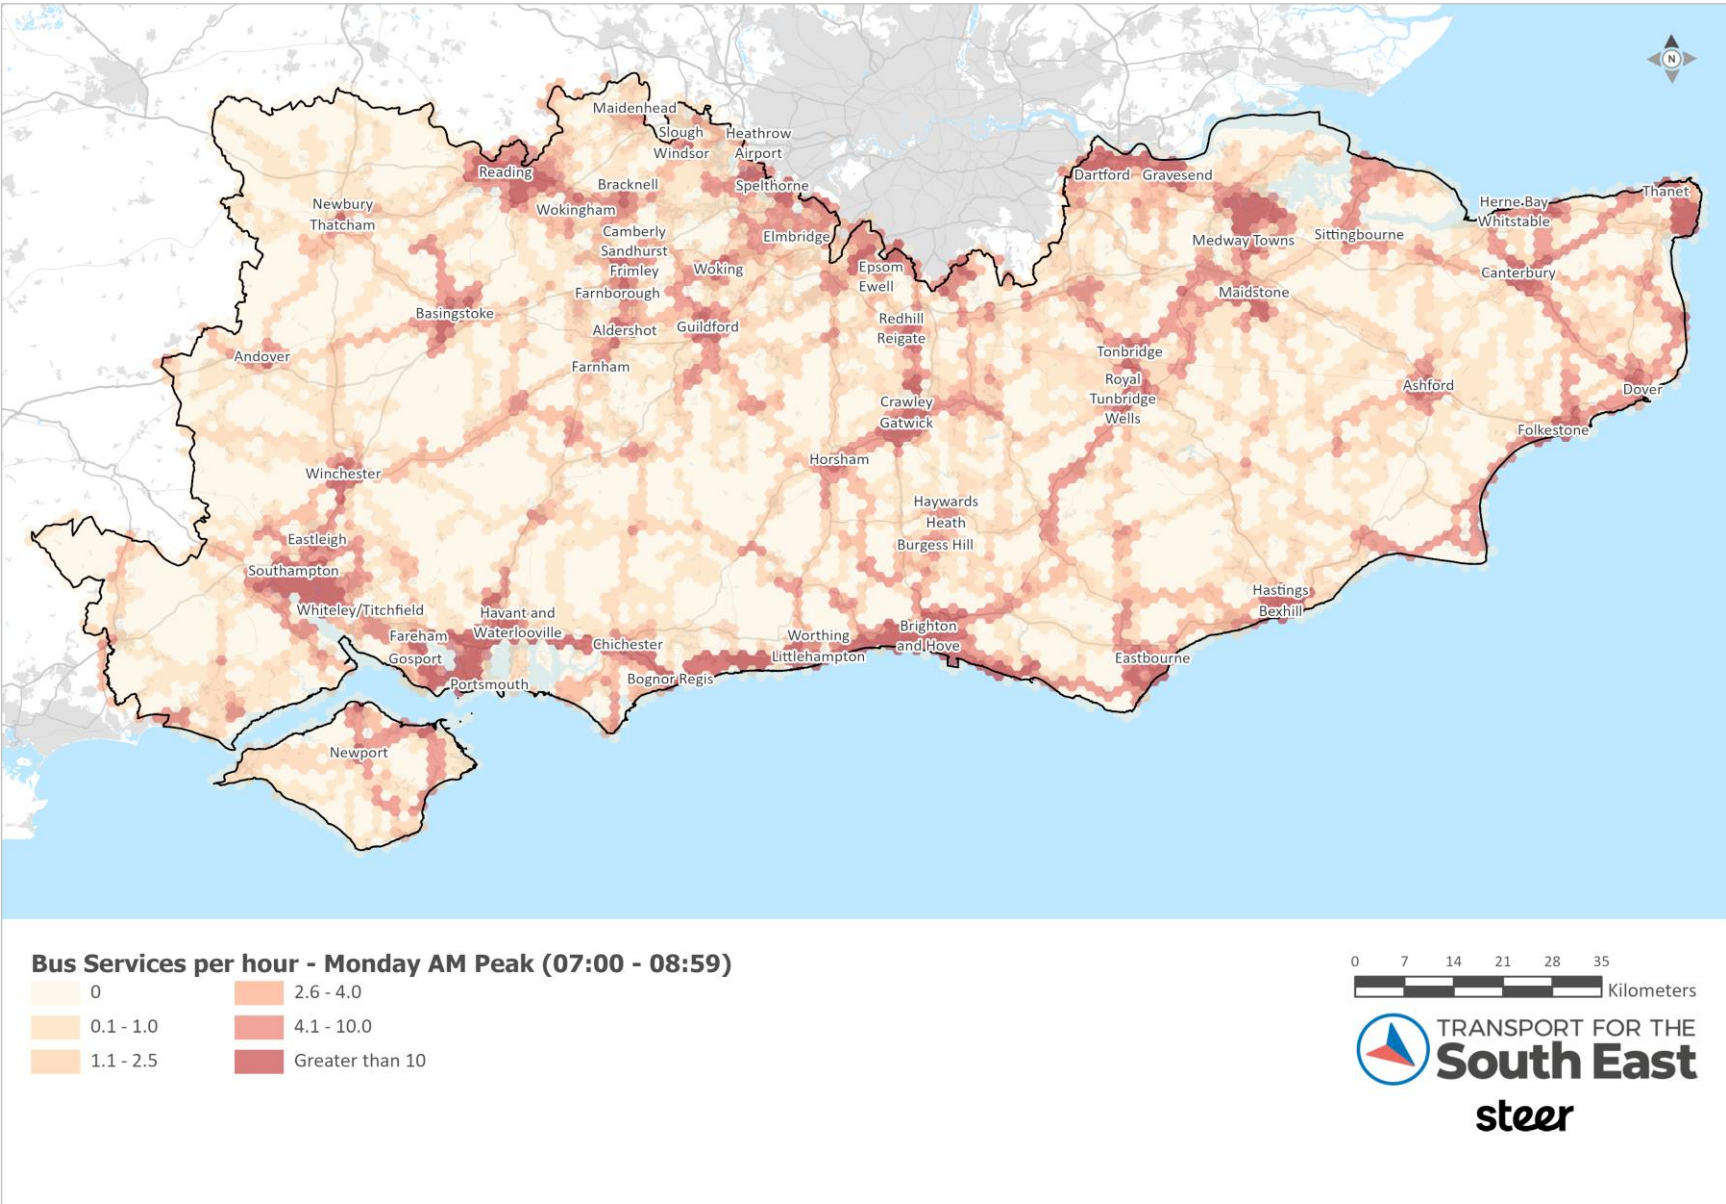 N
Maidenhead
Slough
Windsor
Heathrow
Airport
Reading
Bracknell
Spelthorne
Dartford
Gravesend
Thanet
Newbury
Thatcham
Wokingham
Herne Bay
Whitstable
Camberly
Sandhurst
Frimley
Elmbridge
Medway Towns
Sittingbourne
Woking
Epsom
Ewell
Canterbury
Farnborough
Maidstone
Basingstoke
Aldershot
Guildford
Redhill
Reigate
Andover
Farnham
Tonbridge
Royal
Tunbridge
Wells
Ashford
Dover
Crawley
Gatwick
Folkestone
Winchester
Horsham
Haywards
Heath
Burgess Hill
Eastleigh
Southampton
Whiteley/Titchfield
Havant and
Waterlooville
Hastings
Bexhill
Fareham
Gosport
Chichester
Worthing
Littlehampton
Brighton
and Hove
Eastbourne
Portsmouth
Bognor Regis
Newport
Bus Services per hour - Monday AM Peak (07:00 - 08:59)
0
0.1 - 1.0
1.1 - 2.5
2.6 - 4.0
4.1 - 10.0
Greater than 10
0 7 14 21 28 35
Kilometers
TRANSPORT FOR THE
South East
steer